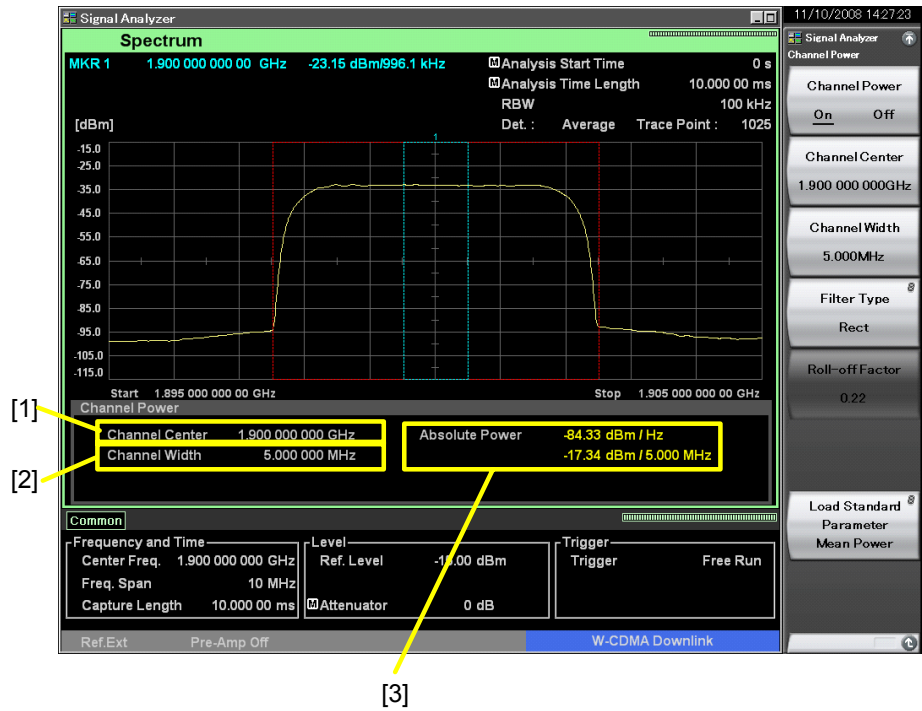 11/10/2008 14:27:23
Signal Analyzer
Spectrum
MKR 1 1.900 000 000 00 GHz -23.15 dBm/996.1 kHz
M Analysis Start Time 0 s
M Analysis Time Length 10.000 00 ms
RBW 100 kHz
Det. : Average Trace Point : 1025
[dBm]
1
-15.0
-25.0
-35.0
-45.0
-55.0
-65.0
-75.0
-85.0
-95.0
-105.0
-115.0
Start 1.895 000 000 00 GHz Stop 1.905 000 000 00 GHz
Channel Power
[1]
Channel Center 1.900 000 000 GHz
Channel Width 5.000 000 MHz
[2]
Absolute Power -84.33 dBm / Hz
-17.34 dBm / 5.000 MHz
[3]
Common
Frequency and Time
Center Freq. 1.900 000 000 GHz
Freq. Span 10 MHz
Capture Length 10.000 00 ms
Level
Ref. Level .00 dBm
M Attenuator 0 dB
Trigger
Trigger Free Run
Ref.Ext Pre-Amp Off W-CDMA Downlink
Signal Analyzer
Channel Power
Channel Power
On Off
Channel Center
1.900 000 000GHz
Channel Width
5.000MHz
Filter Type
Rect
Roll-off Factor
0.22
Load Standard
Parameter
Mean Power